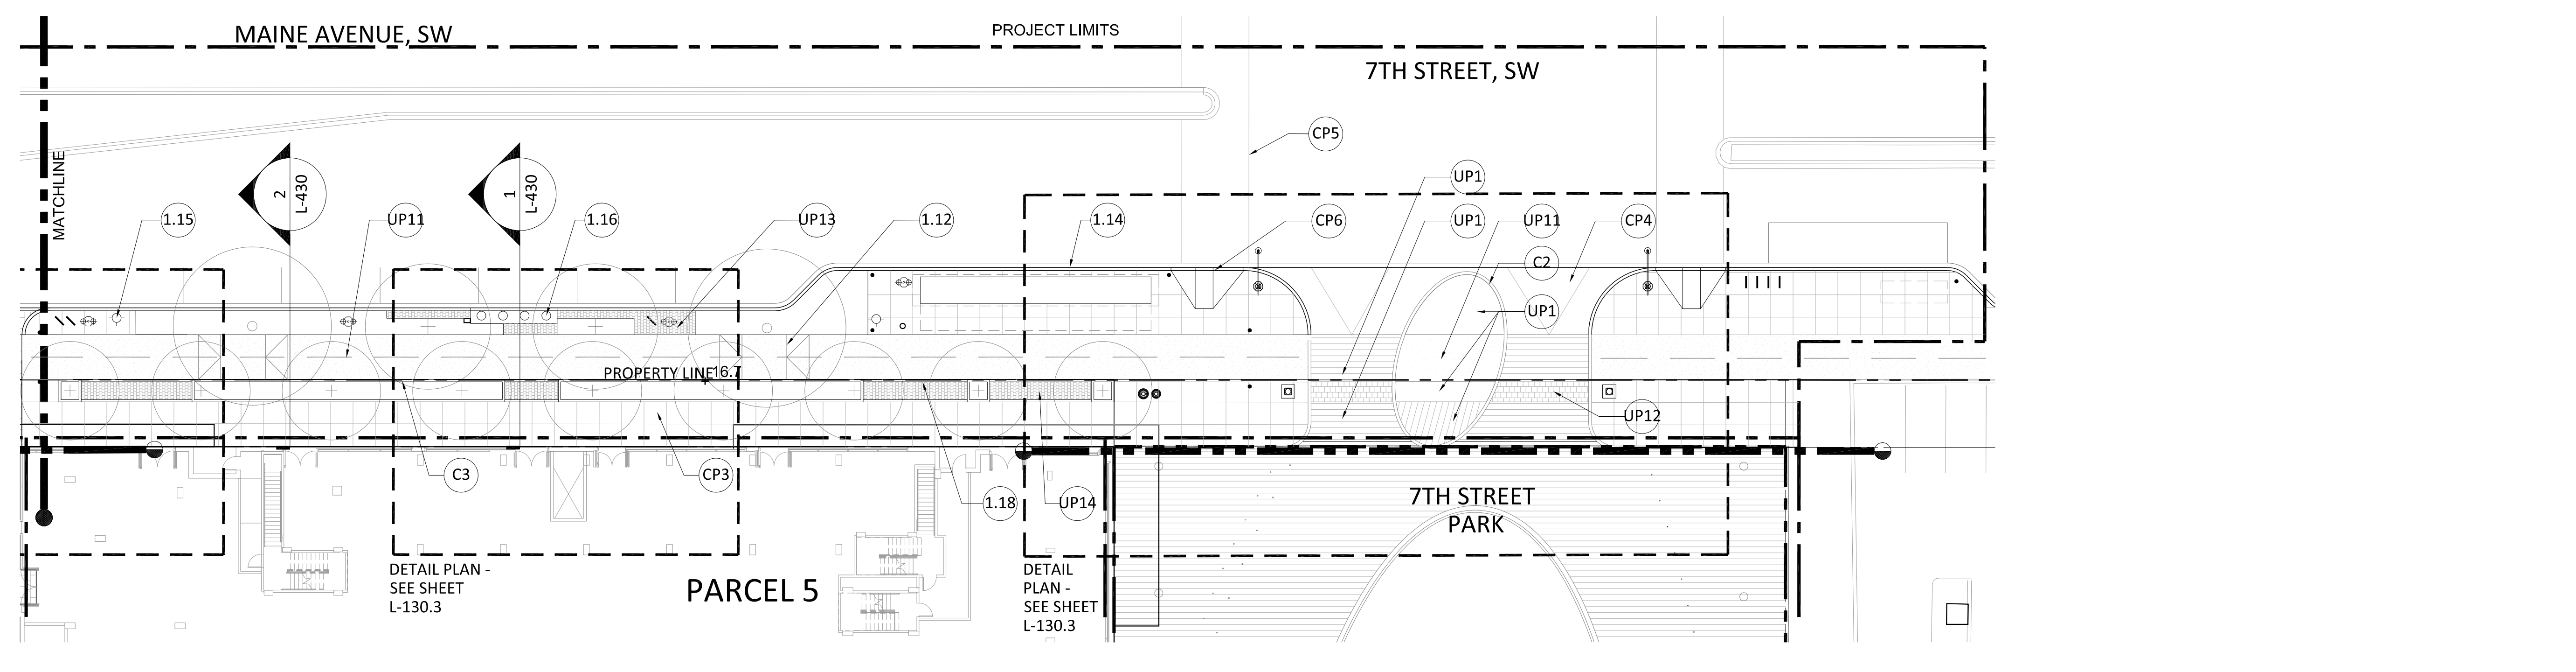 MAINE AVENUE, SW
PROJECT LIMITS
7TH STREET, SW
MATCHLINE
CP5
2
L-430
1
L-430
UP1
1.15
UP11
1.16
UP13
1.12
1.14
CP6
UP1
UP11
CP4
C2
UP1
PROPERTY LINE
16.7
UP12
C3
CP3
1.18
UP14
7TH STREET
PARK
DETAIL PLAN -
SEE SHEET
L-130.3
PARCEL 5
DETAIL
PLAN -
SEE SHEET
L-130.3